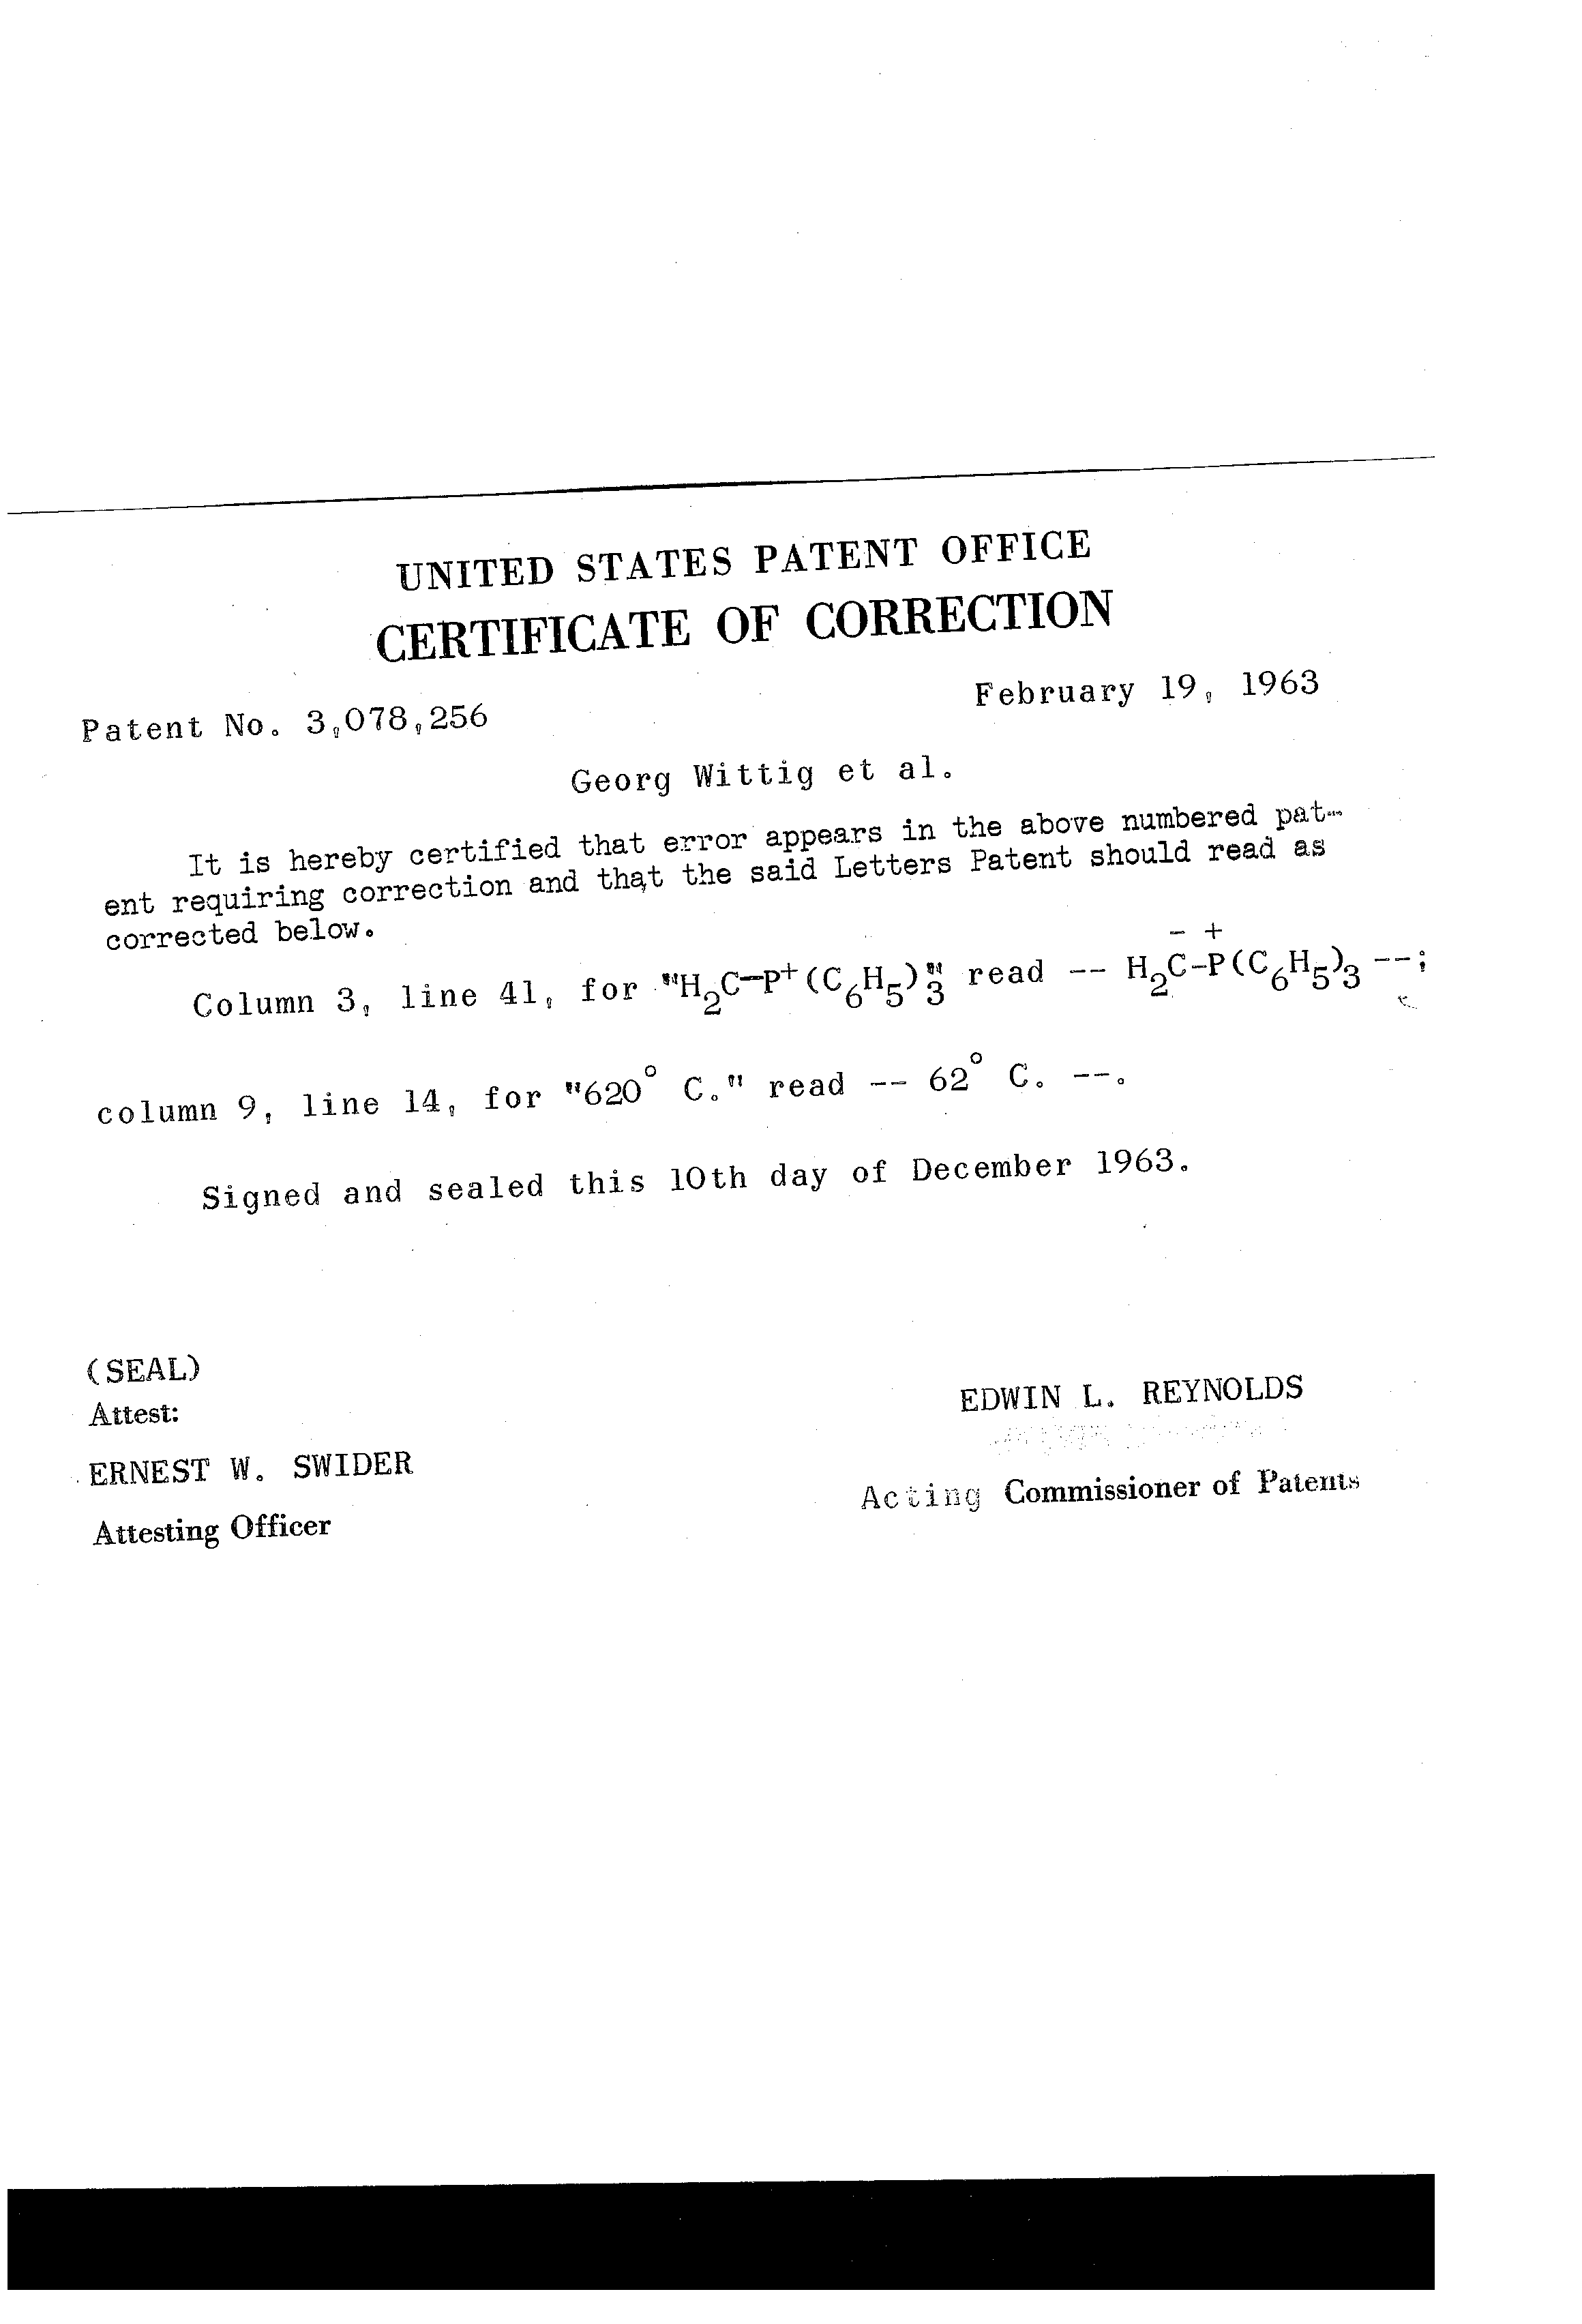 UNITED STATES PATENT OFFICE
CERTIFICATE OF CORRECTION
Patent No. 3,078,256 February 19, 1963
Georg Wittig et al.
It is hereby certified that error appears in the above numbered pat-
ent requiring correction and that the said Letters Patent should read as
corrected below.
Column 3, line 41, for "H₂C—P⁺(C₆H₅)₃" read -- H₂C⁻-P⁺(C₆H₅)₃ --;
column 9, line 14, for "620° C." read -- 62° C. --.
Signed and sealed this 10th day of December 1963.
(SEAL)
Attest:
ERNEST W. SWIDER
Attesting Officer
EDWIN L. REYNOLDS
Acting Commissioner of Patents